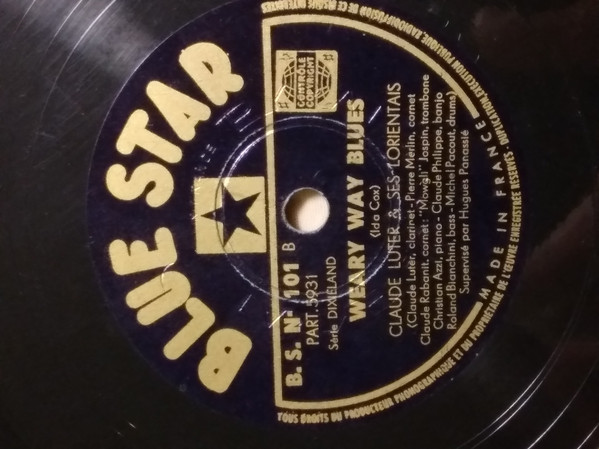 BLUE STAR
CONTRÔLE
COPYRIGHT
B. S. N° 101 B
PART. 5931
Série DIXIELAND
WEARY WAY BLUES
(Ida Cox)
CLAUDE LUTER & SES LORIENTAIS
(Claude Luter, clarinet - Pierre Merlin, cornet
Claude Rabanit, cornet - "Mowgli" Jospin, trombone
Christian Azzi, piano - Claude Philippe, banjo
Roland Bianchini, bass - Michel Pacout, drums)
Supervisé par Hugues Panassié
MADE IN FRANCE
TOUS DROITS DU PRODUCTEUR PHONOGRAPHIQUE ET DU PROPRIÉTAIRE DE L'ŒUVRE ENREGISTRÉE RÉSERVÉS - DUPLICATION, EXÉCUTION PUBLIQUE, RADIODIFFUSION DE CE DISQUE INTERDITES